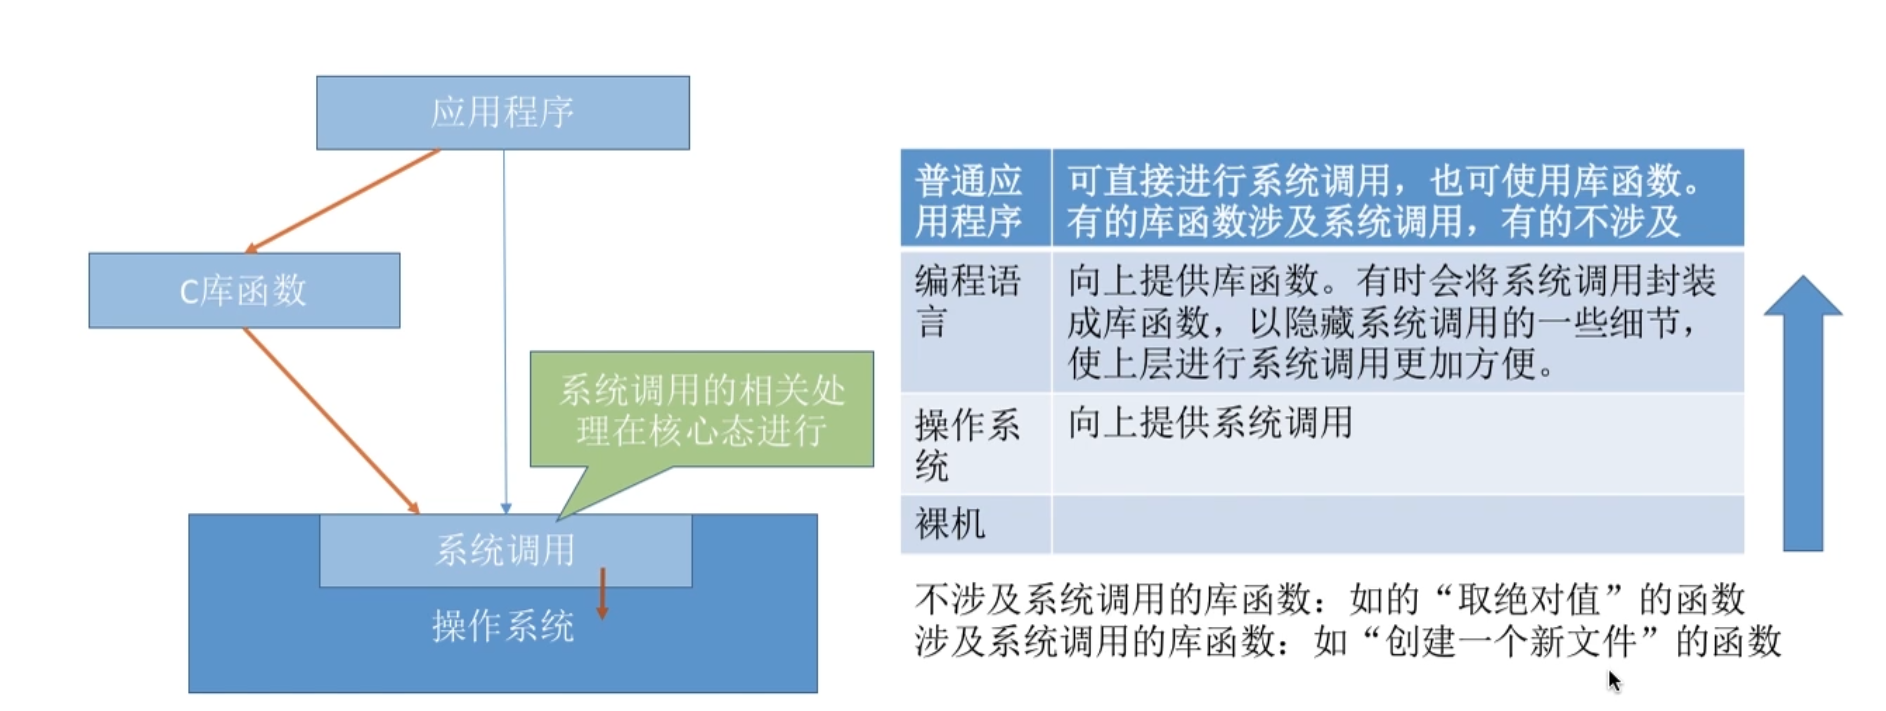 应用程序
C库函数
系统调用的相关处
理在核心态进行
系统调用
操作系统
普通应
用程序
可直接进行系统调用，也可使用库函数。
有的库函数涉及系统调用，有的不涉及
编程语
言
向上提供库函数。有时会将系统调用封装
成库函数，以隐藏系统调用的一些细节，
使上层进行系统调用更加方便。
操作系
统
向上提供系统调用
裸机
不涉及系统调用的库函数：如的“取绝对值”的函数
涉及系统调用的库函数：如“创建一个新文件”的函数